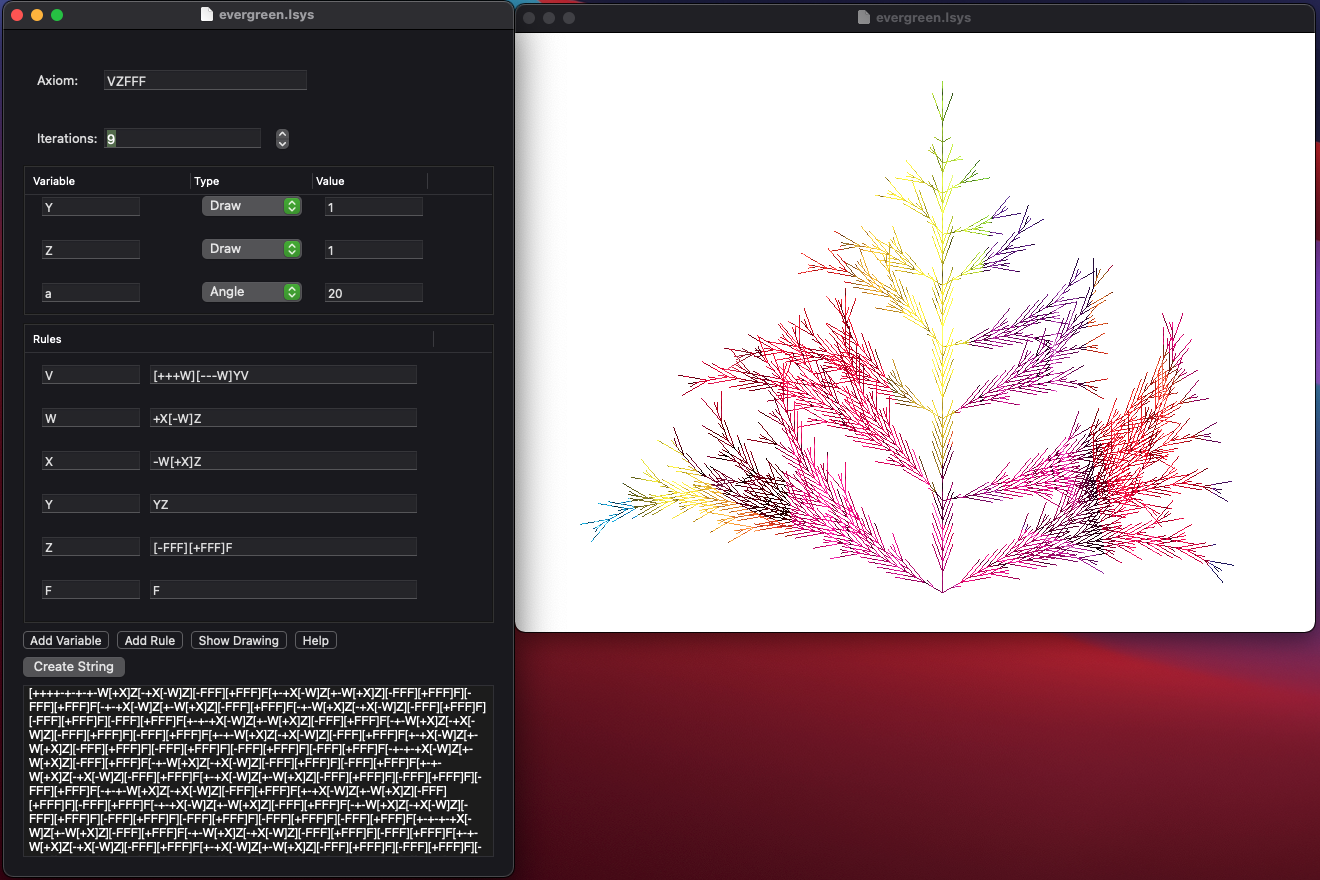 evergreen.lsys
evergreen.lsys
Axiom: VZFFF
Iterations: 9
Variable Type Value
Y Draw 1
Z Draw 1
a Angle 20
Rules
V [+++W][---W]YV
W +X[-W]Z
X -W[+X]Z
Y YZ
Z [-FFF][+FFF]F
F F
Add Variable Add Rule Show Drawing Help
Create String
[++++-+-+-+-W[+X]Z[-+X[-W]Z][-FFF][+FFF]F[+-+X[-W]Z[+-W[+X]Z][-FFF][+FFF]F][-
FFF][+FFF]F[-+-+X[-W]Z[+-W[+X]Z][-FFF][+FFF]F[-+-W[+X]Z[-+X[-W]Z][-FFF][+FFF]F]
[-FFF][+FFF]F][-FFF][+FFF]F[+-+-+X[-W]Z[+-W[+X]Z][-FFF][+FFF]F[-+-W[+X]Z[-+X[-
W]Z][-FFF][+FFF]F][-FFF][+FFF]F[+-+-W[+X]Z[-+X[-W]Z][-FFF][+FFF]F[+-+X[-W]Z[+-
W[+X]Z][-FFF][+FFF]F][-FFF][+FFF]F][-FFF][+FFF]F][-FFF][+FFF]F[-+-+-+X[-W]Z[+-
W[+X]Z][-FFF][+FFF]F[-+-W[+X]Z[-+X[-W]Z][-FFF][+FFF]F][-FFF][+FFF]F[+-+-
W[+X]Z[-+X[-W]Z][-FFF][+FFF]F[+-+X[-W]Z[+-W[+X]Z][-FFF][+FFF]F][-FFF][+FFF]F][-
FFF][+FFF]F[-+-+-W[+X]Z[-+X[-W]Z][-FFF][+FFF]F[+-+X[-W]Z[+-W[+X]Z][-FFF]
[+FFF]F][-FFF][+FFF]F[-+-+X[-W]Z[+-W[+X]Z][-FFF][+FFF]F[-+-W[+X]Z[-+X[-W]Z][-
FFF][+FFF]F][-FFF][+FFF]F][-FFF][+FFF]F][-FFF][+FFF]F][-FFF][+FFF]F[+-+-+-+X[-
W]Z[+-W[+X]Z][-FFF][+FFF]F[-+-W[+X]Z[-+X[-W]Z][-FFF][+FFF]F][-FFF][+FFF]F[+-+-
W[+X]Z[-+X[-W]Z][-FFF][+FFF]F[+-+X[-W]Z[+-W[+X]Z][-FFF][+FFF]F][-FFF][+FFF]F][-